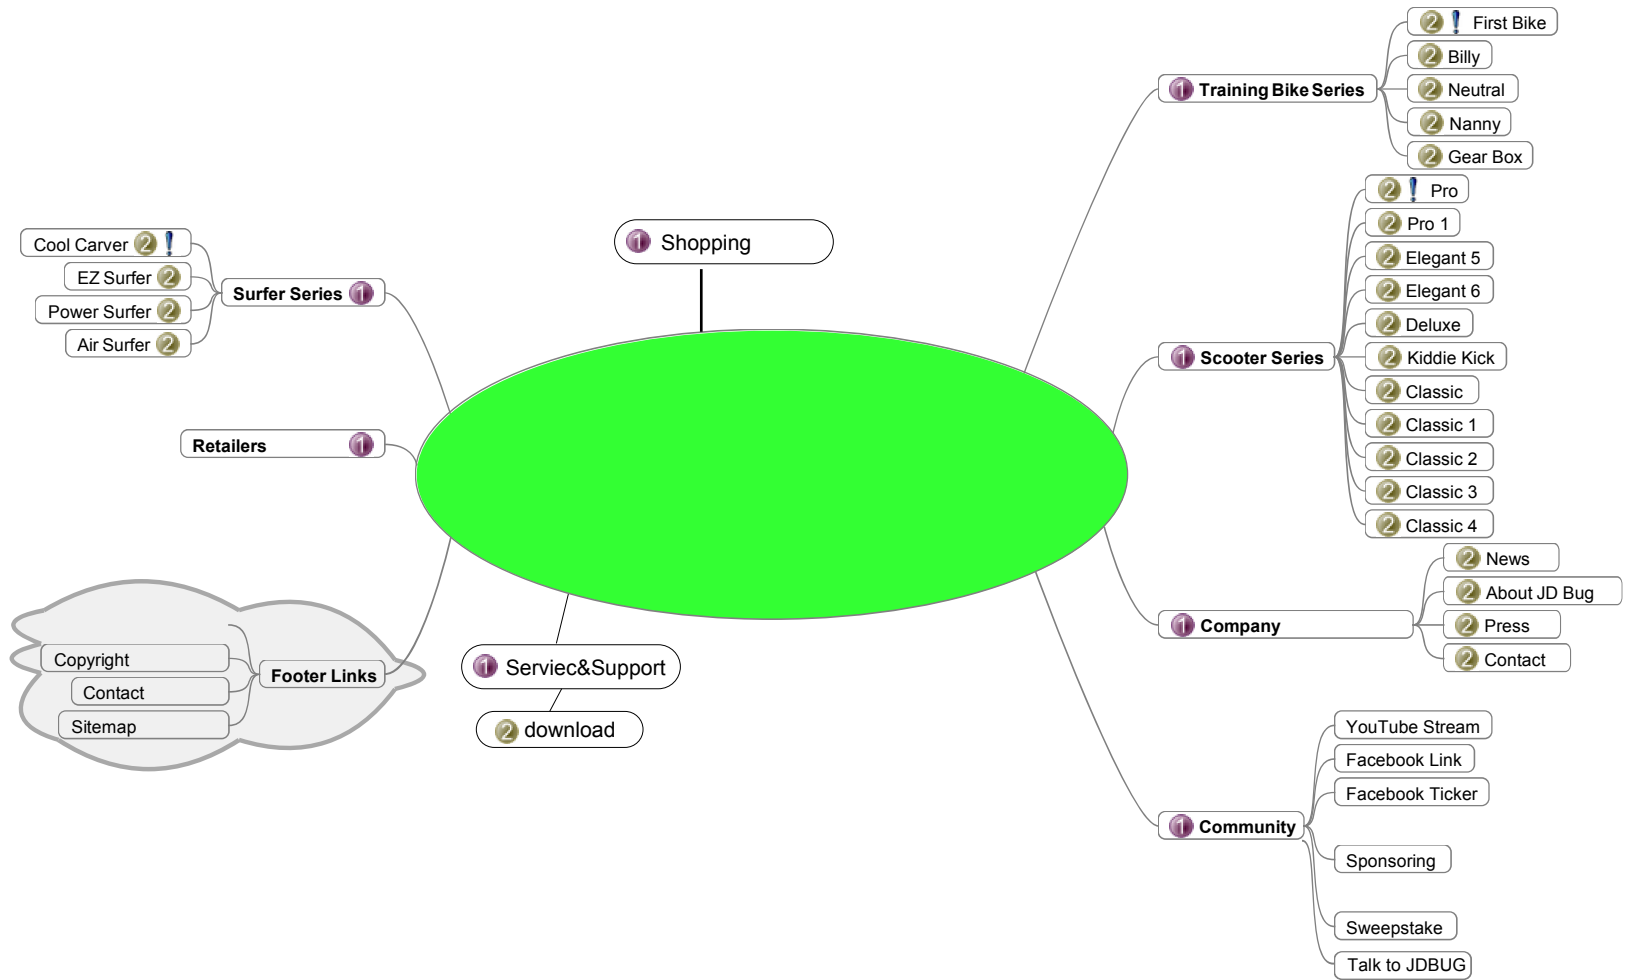 Shopping
Training Bike Series
First Bike
Billy
Neutral
Nanny
Gear Box
Scooter Series
Pro
Pro 1
Elegant 5
Elegant 6
Deluxe
Kiddie Kick
Classic
Classic 1
Classic 2
Classic 3
Classic 4
Company
News
About JD Bug
Press
Contact
Community
YouTube Stream
Facebook Link
Facebook Ticker
Sponsoring
Sweepstake
Talk to JDBUG
Surfer Series
Cool Carver
EZ Surfer
Power Surfer
Air Surfer
Retailers
Footer Links
Copyright
Contact
Sitemap
Serviec&Support
download